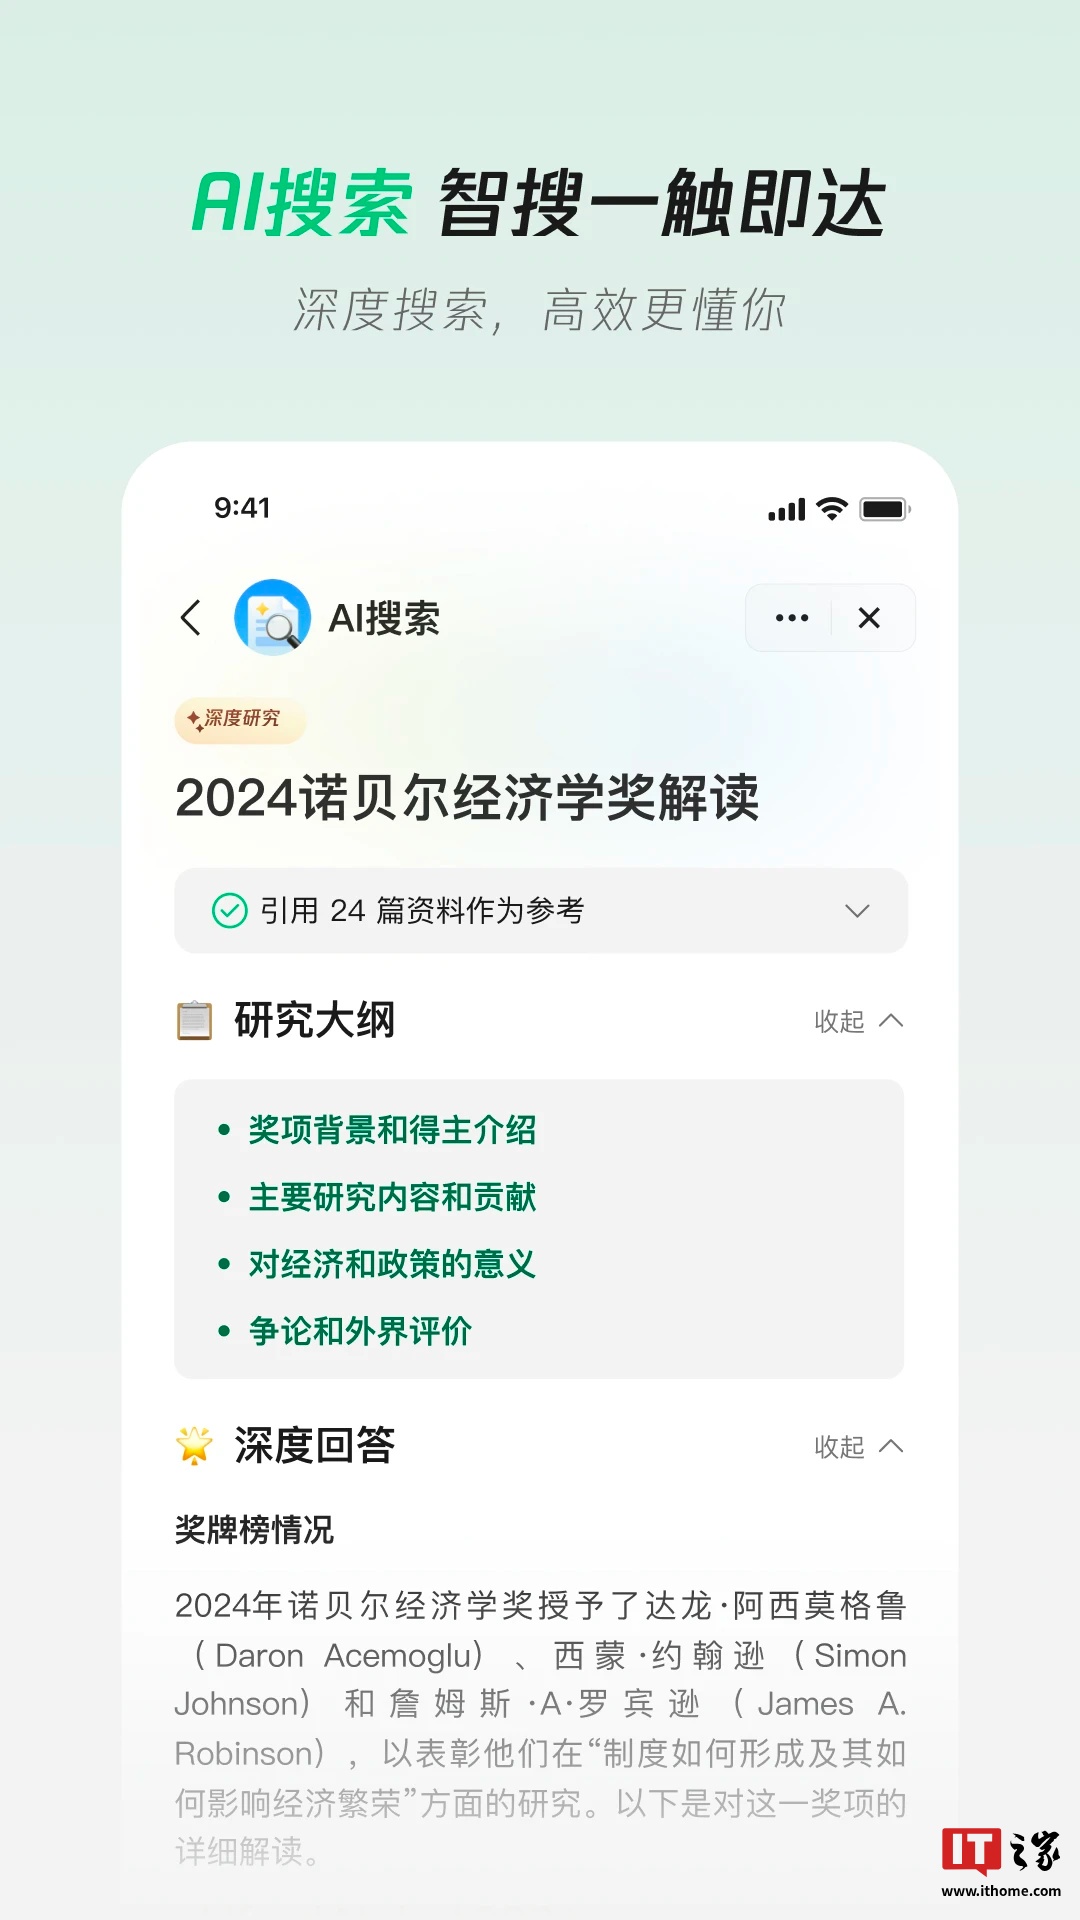 AI搜索 智搜一触即达
深度搜索，高效更懂你
9:41
AI搜索
深度研究
2024诺贝尔经济学奖解读
引用 24 篇资料作为参考
研究大纲
收起
• 奖项背景和得主介绍
• 主要研究内容和贡献
• 对经济和政策的意义
• 争论和外界评价
深度回答
收起
奖牌榜情况
2024年诺贝尔经济学奖授予了达龙·阿西莫格鲁
（Daron Acemoglu）、西蒙·约翰逊（Simon
Johnson）和詹姆斯·A·罗宾逊（James A.
Robinson），以表彰他们在“制度如何形成及其如
何影响经济繁荣”方面的研究。以下是对这一奖项的
详细解读。
IT之家
www.ithome.com